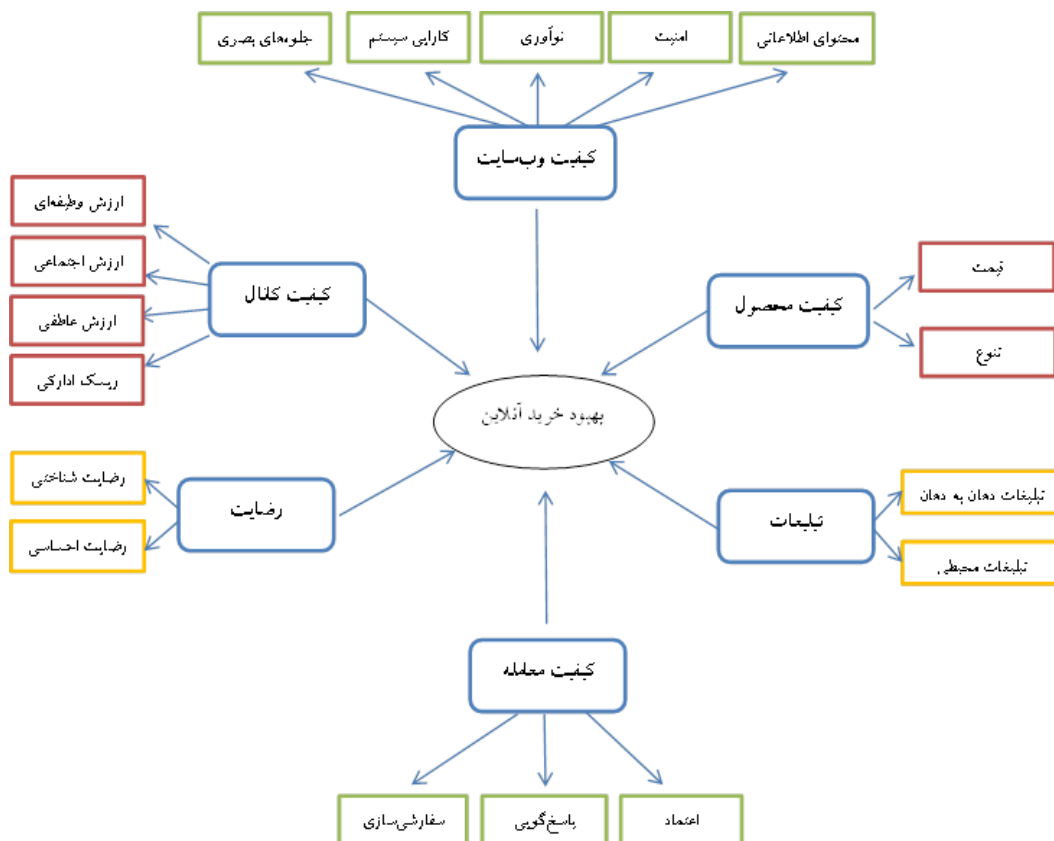 محتوای اطلاعاتی
امنیت
نوآوری
کارایی سیستم
جلوه‌های بصری
کیفیت وب‌سایت
ارزش وظیفه‌ای
ارزش اجتماعی
ارزش عاطفی
ریسک ادارکی
کیفیت کانال
قیمت
تنوع
کیفیت محصول
بهبود خرید آنلاین
تبلیغات دهان به دهان
تبلیغات محیطی
تبلیغات
رضایت
رضایت شناختی
رضایت احساسی
کیفیت معامله
اعتماد
پاسخ‌گویی
سفارشی‌سازی